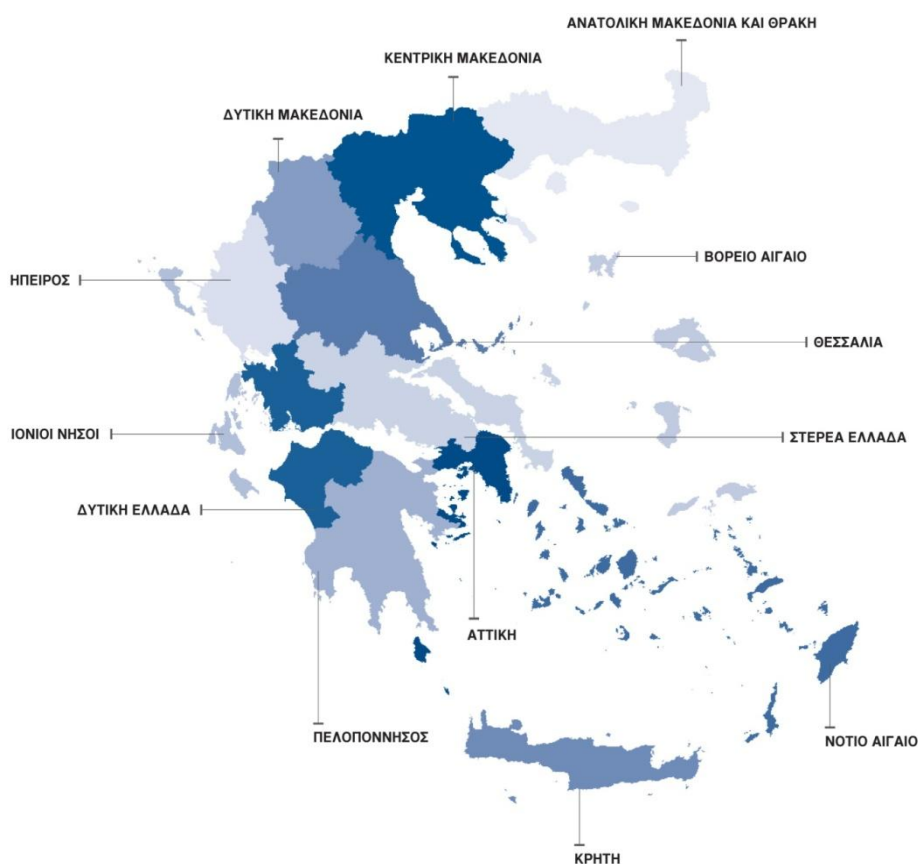 ΑΝΑΤΟΛΙΚΗ ΜΑΚΕΔΟΝΙΑ ΚΑΙ ΘΡΑΚΗ
ΚΕΝΤΡΙΚΗ ΜΑΚΕΔΟΝΙΑ
ΔΥΤΙΚΗ ΜΑΚΕΔΟΝΙΑ
ΒΟΡΕΙΟ ΑΙΓΑΙΟ
ΗΠΕΙΡΟΣ
ΘΕΣΣΑΛΙΑ
ΙΟΝΙΟΙ ΝΗΣΟΙ
ΣΤΕΡΕΑ ΕΛΛΑΔΑ
ΔΥΤΙΚΗ ΕΛΛΑΔΑ
ΑΤΤΙΚΗ
ΠΕΛΟΠΟΝΝΗΣΟΣ
ΝΟΤΙΟ ΑΙΓΑΙΟ
ΚΡΗΤΗ